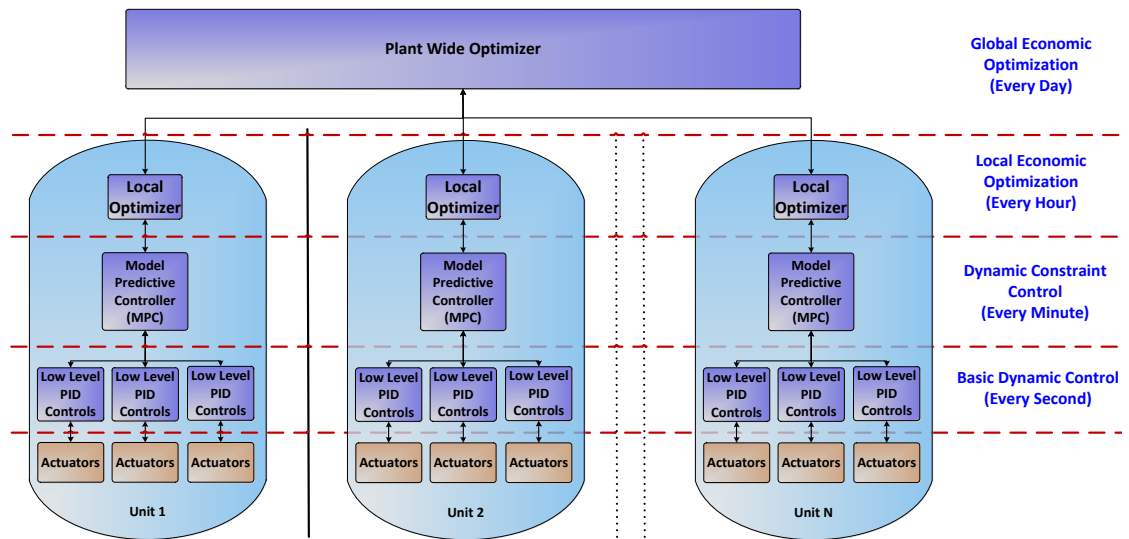 Plant Wide Optimizer
Global Economic
Optimization
(Every Day)
Local
Optimizer
Local
Optimizer
Local
Optimizer
Local Economic
Optimization
(Every Hour)
Model
Predictive
Controller
(MPC)
Model
Predictive
Controller
(MPC)
Model
Predictive
Controller
(MPC)
Dynamic Constraint
Control
(Every Minute)
Low Level
PID
Controls
Low Level
PID
Controls
Low Level
PID
Controls
Low Level
PID
Controls
Low Level
PID
Controls
Low Level
PID
Controls
Low Level
PID
Controls
Low Level
PID
Controls
Low Level
PID
Controls
Basic Dynamic Control
(Every Second)
Actuators
Actuators
Actuators
Actuators
Actuators
Actuators
Actuators
Actuators
Actuators
Unit 1
Unit 2
Unit N